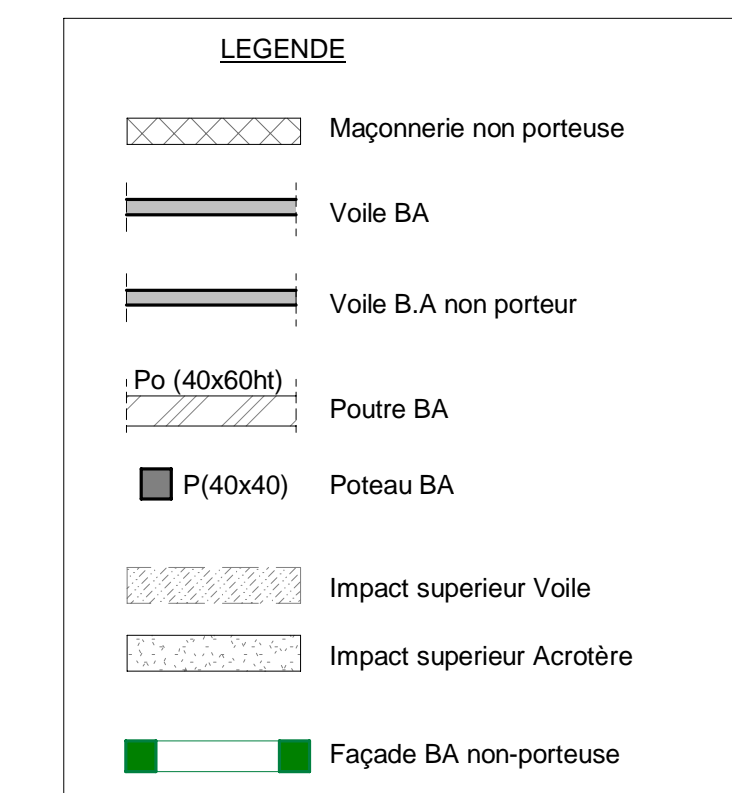 LEGENDE
Maçonnerie non porteuse
Voile BA
Voile B.A non porteur
Po (40x60ht)
Poutre BA
P(40x40) Poteau BA
Impact superieur Voile
Impact superieur Acrotère
Façade BA non-porteuse